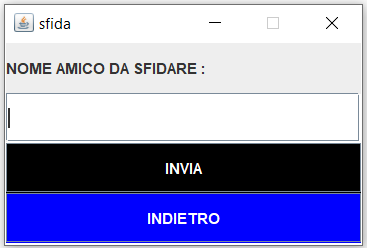 sfida
NOME AMICO DA SFIDARE :
INVIA
INDIETRO